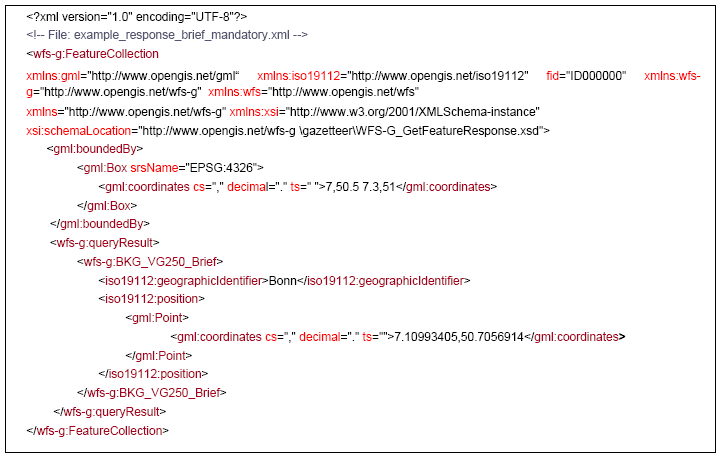 <?xml version="1.0" encoding="UTF-8"?>
<!-- File: example_response_brief_mandatory.xml -->
<wfs-g:FeatureCollection
xmlns:gml="http://www.opengis.net/gml“ xmlns:iso19112="http://www.opengis.net/iso19112" fid="ID000000" xmlns:wfs-
g="http://www.opengis.net/wfs-g" xmlns:wfs="http://www.opengis.net/wfs"
xmlns="http://www.opengis.net/wfs-g" xmlns:xsi="http://www.w3.org/2001/XMLSchema-instance"
xsi:schemaLocation="http://www.opengis.net/wfs-g \gazetteer\WFS-G_GetFeatureResponse.xsd">
<gml:boundedBy>
<gml:Box srsName="EPSG:4326">
<gml:coordinates cs="," decimal="." ts=" ">7,50.5 7.3,51</gml:coordinates>
</gml:Box>
</gml:boundedBy>
<wfs-g:queryResult>
<wfs-g:BKG_VG250_Brief>
<iso19112:geographicIdentifier>Bonn</iso19112:geographicIdentifier>
<iso19112:position>
<gml:Point>
<gml:coordinates cs="," decimal="." ts="">7.10993405,50.7056914</gml:coordinates>
</gml:Point>
</iso19112:position>
</wfs-g:BKG_VG250_Brief>
</wfs-g:queryResult>
</wfs-g:FeatureCollection>